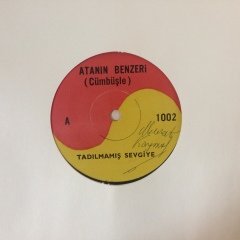 ATANIN BENZERİ
(Cümbüşle)
A
1002
TADILMAMIŞ SEVGİYE